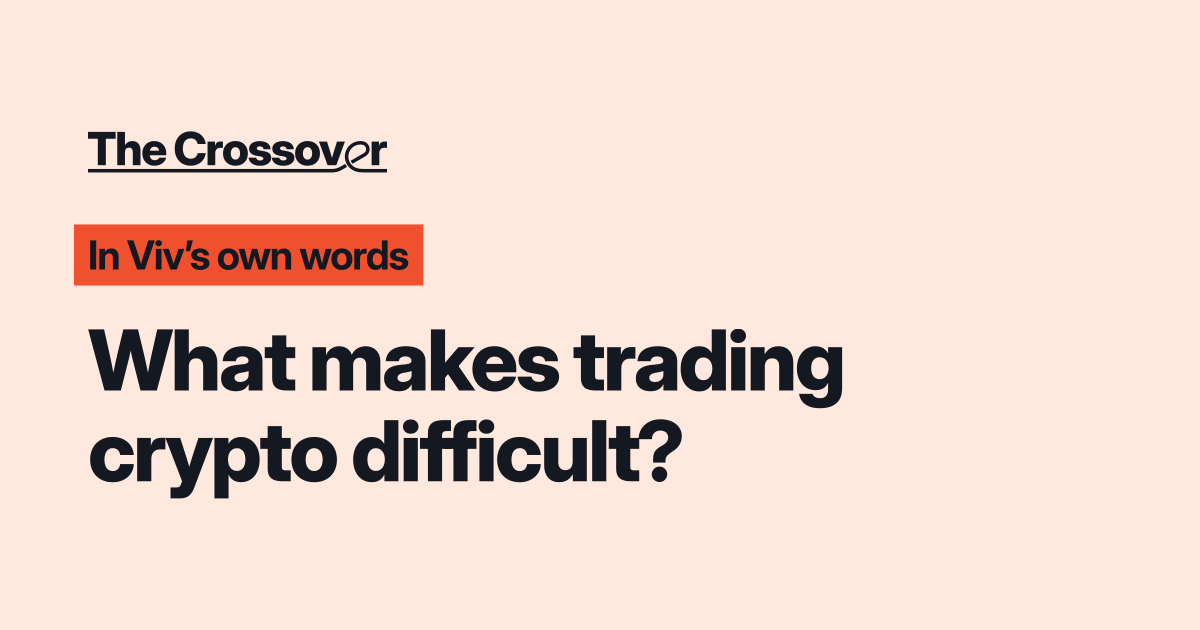 The Crossover
In Viv’s own words
What makes trading
crypto difficult?